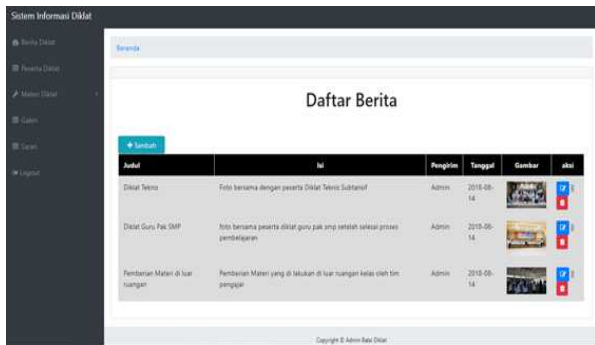 Sistem Informasi Diklat
Berita Diklat
Beranda
Peserta Diklat
Materi Diklat
Daftar Berita
Galeri
Saran
+ Tambah
Logout
Judul Isi Pengirim Tanggal Gambar aksi
Diklat Teknis Foto bersama dengan peserta Diklat Teknis Subtansif Admin 2018-08-
14
Diklat Guru Pak SMP foto bersama peserta diklat guru pak smp setelah selesai proses Admin 2018-08-
pembelajaran 14
Pemberian Materi di luar Pemberian Materi yang di lakukan di luar ruangan kelas oleh tim Admin 2018-08-
ruangan pengajar 14
Copyright © Admin Balai Diklat